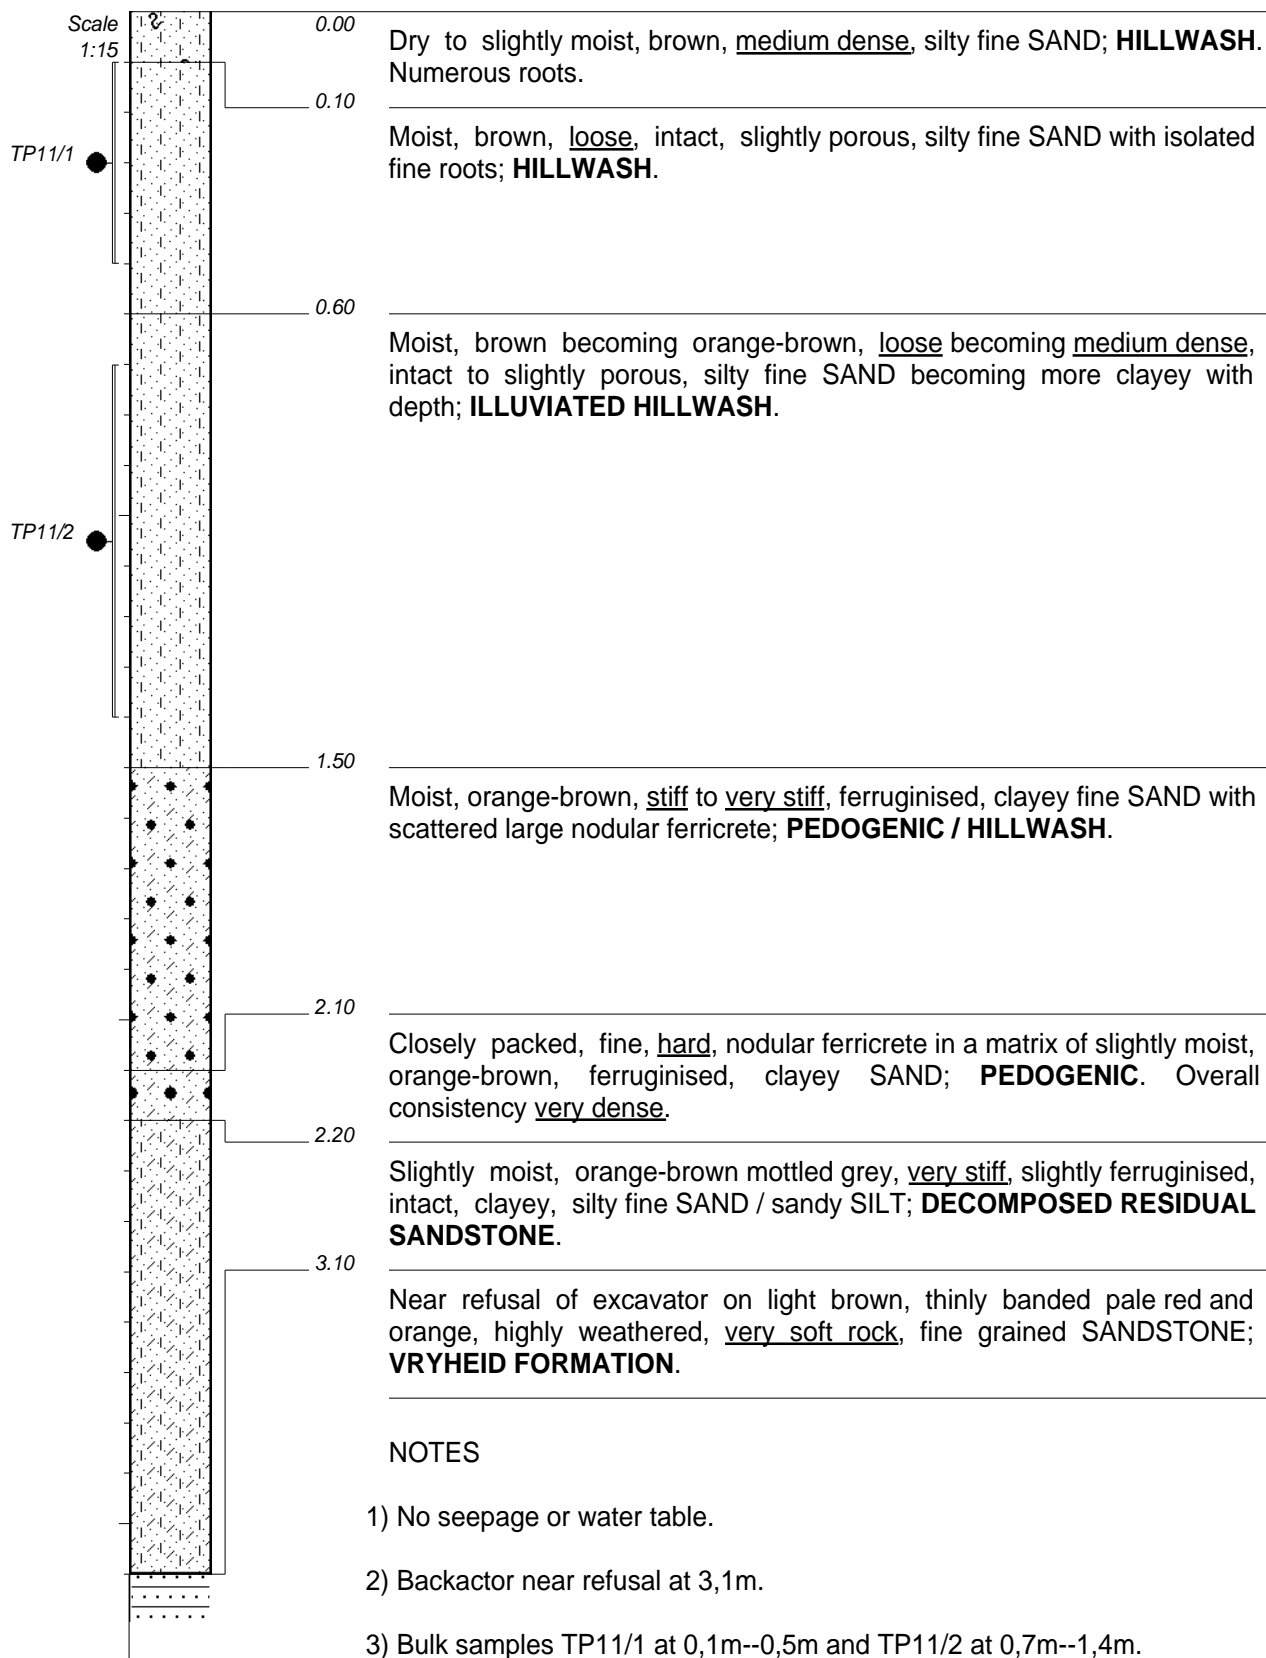 Scale
1:15
0.00
Dry to slightly moist, brown, medium dense, silty fine SAND; HILLWASH.
Numerous roots.
0.10
Moist, brown, loose, intact, slightly porous, silty fine SAND with isolated
fine roots; HILLWASH.
TP11/1
0.60
Moist, brown becoming orange-brown, loose becoming medium dense,
intact to slightly porous, silty fine SAND becoming more clayey with
depth; ILLUVIATED HILLWASH.
TP11/2
1.50
Moist, orange-brown, stiff to very stiff, ferruginised, clayey fine SAND with
scattered large nodular ferricrete; PEDOGENIC / HILLWASH.
2.10
Closely packed, fine, hard, nodular ferricrete in a matrix of slightly moist,
orange-brown, ferruginised, clayey SAND; PEDOGENIC. Overall
consistency very dense.
2.20
Slightly moist, orange-brown mottled grey, very stiff, slightly ferruginised,
intact, clayey, silty fine SAND / sandy SILT; DECOMPOSED RESIDUAL
SANDSTONE.
3.10
Near refusal of excavator on light brown, thinly banded pale red and
orange, highly weathered, very soft rock, fine grained SANDSTONE;
VRYHEID FORMATION.
NOTES
1) No seepage or water table.
2) Backactor near refusal at 3,1m.
3) Bulk samples TP11/1 at 0,1m--0,5m and TP11/2 at 0,7m--1,4m.